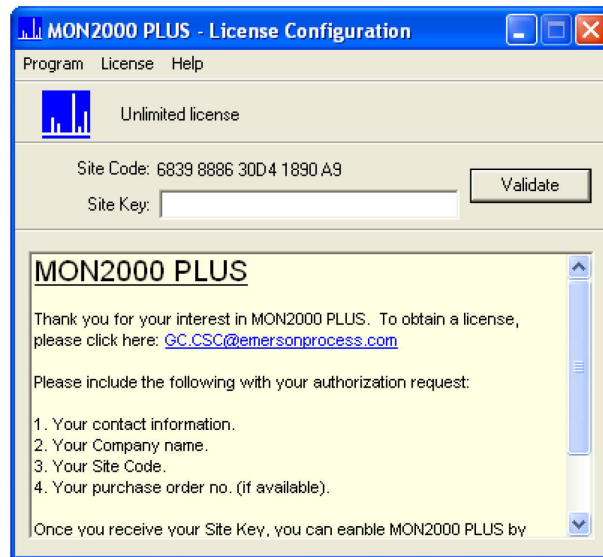 MON2000 PLUS - License Configuration
Program License Help
Unlimited license
Site Code: 6839 8886 30D4 1890 A9
Site Key:
Validate
MON2000 PLUS
Thank you for your interest in MON2000 PLUS. To obtain a license,
please click here: GC.CSC@emersonprocess.com
Please include the following with your authorization request:
1. Your contact information.
2. Your Company name.
3. Your Site Code.
4. Your purchase order no. (if available).
Once you receive your Site Key, you can eanble MON2000 PLUS by